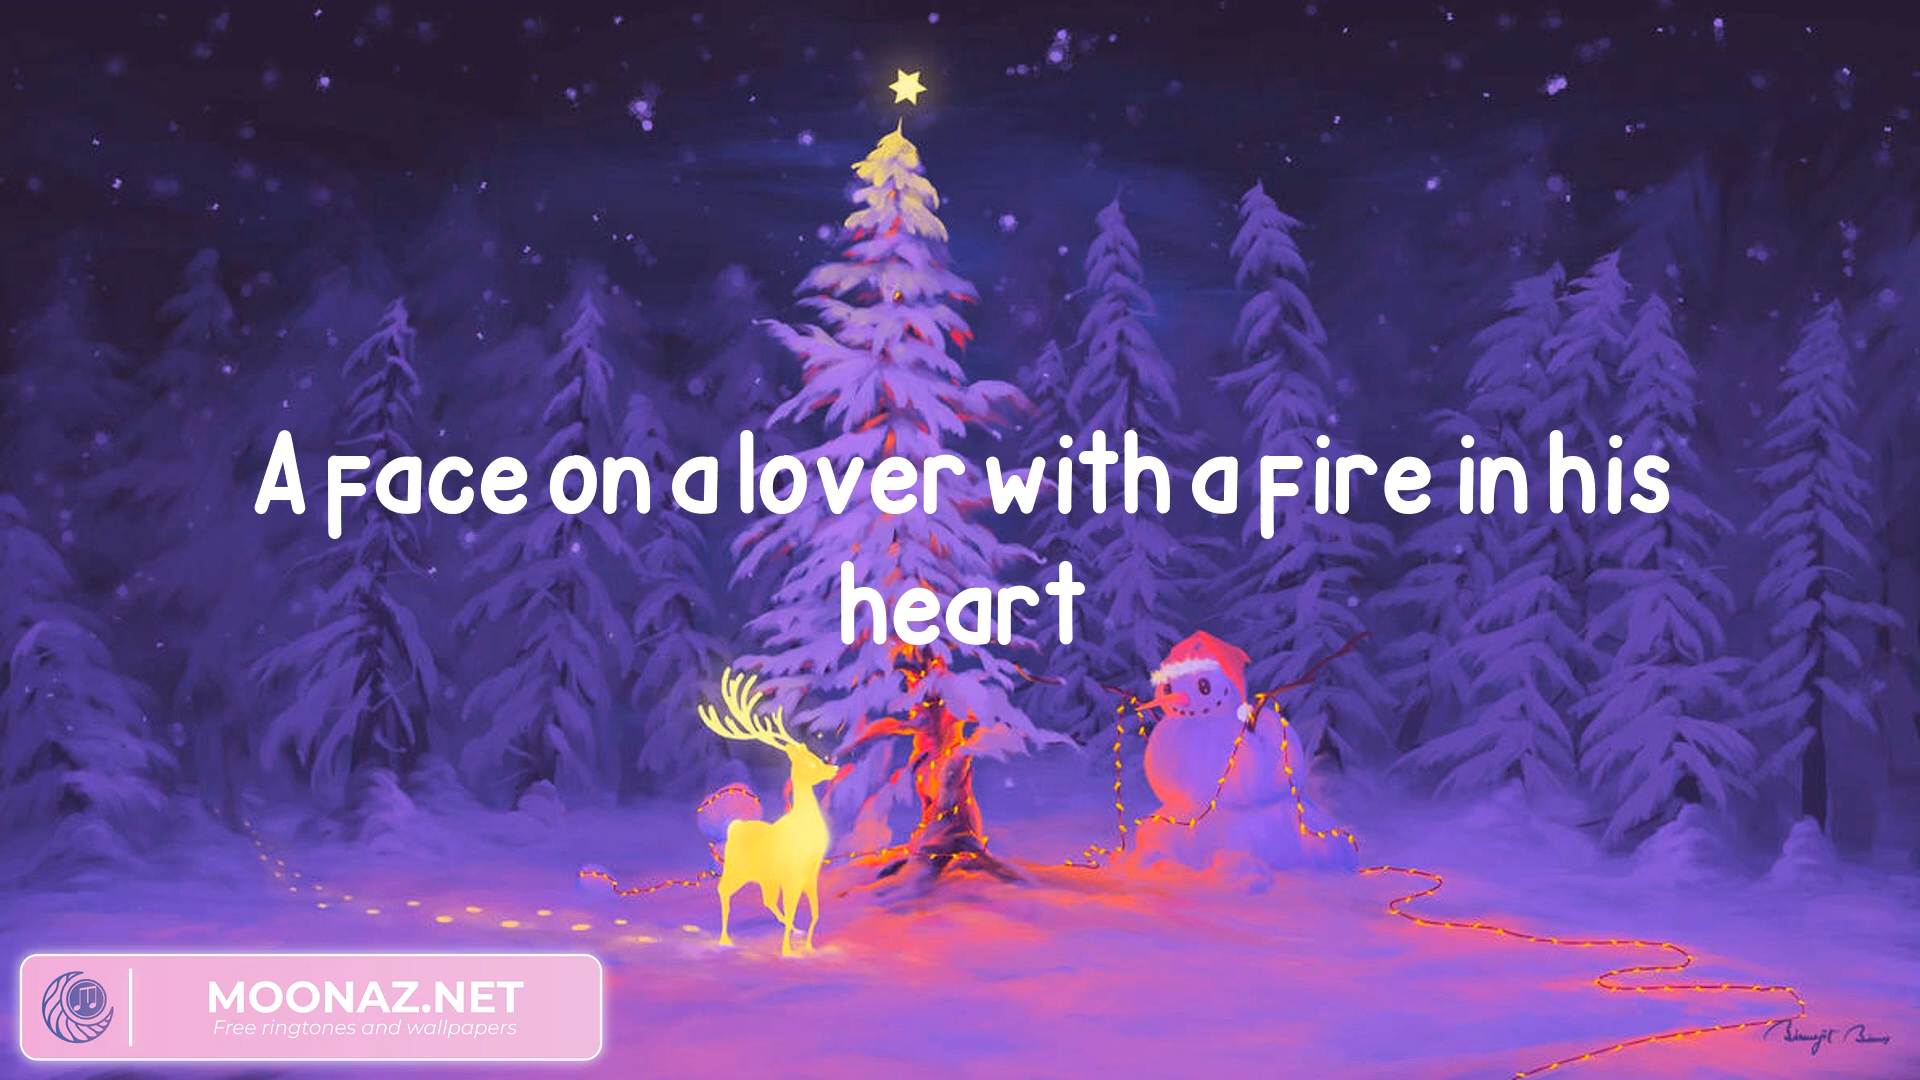 A face on a lover with a fire in his
heart
MOONAZ.NET
Free ringtones and wallpapers